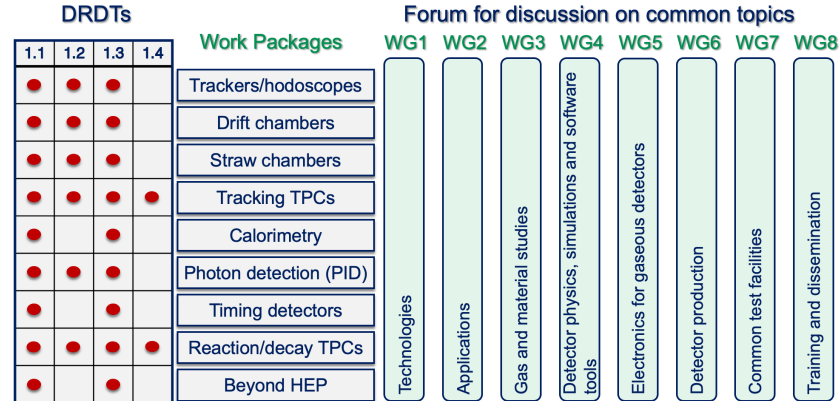 DRDTs
Forum for discussion on common topics
1.1 1.2 1.3 1.4
Work Packages
WG1 WG2 WG3 WG4 WG5 WG6 WG7 WG8
Trackers/hodoscopes
Drift chambers
Straw chambers
Tracking TPCs
Calorimetry
Photon detection (PID)
Timing detectors
Reaction/decay TPCs
Beyond HEP
Technologies
Applications
Gas and material studies
Detector physics, simulations and software
tools
Electronics for gaseous detectors
Detector production
Common test facilities
Training and dissemination